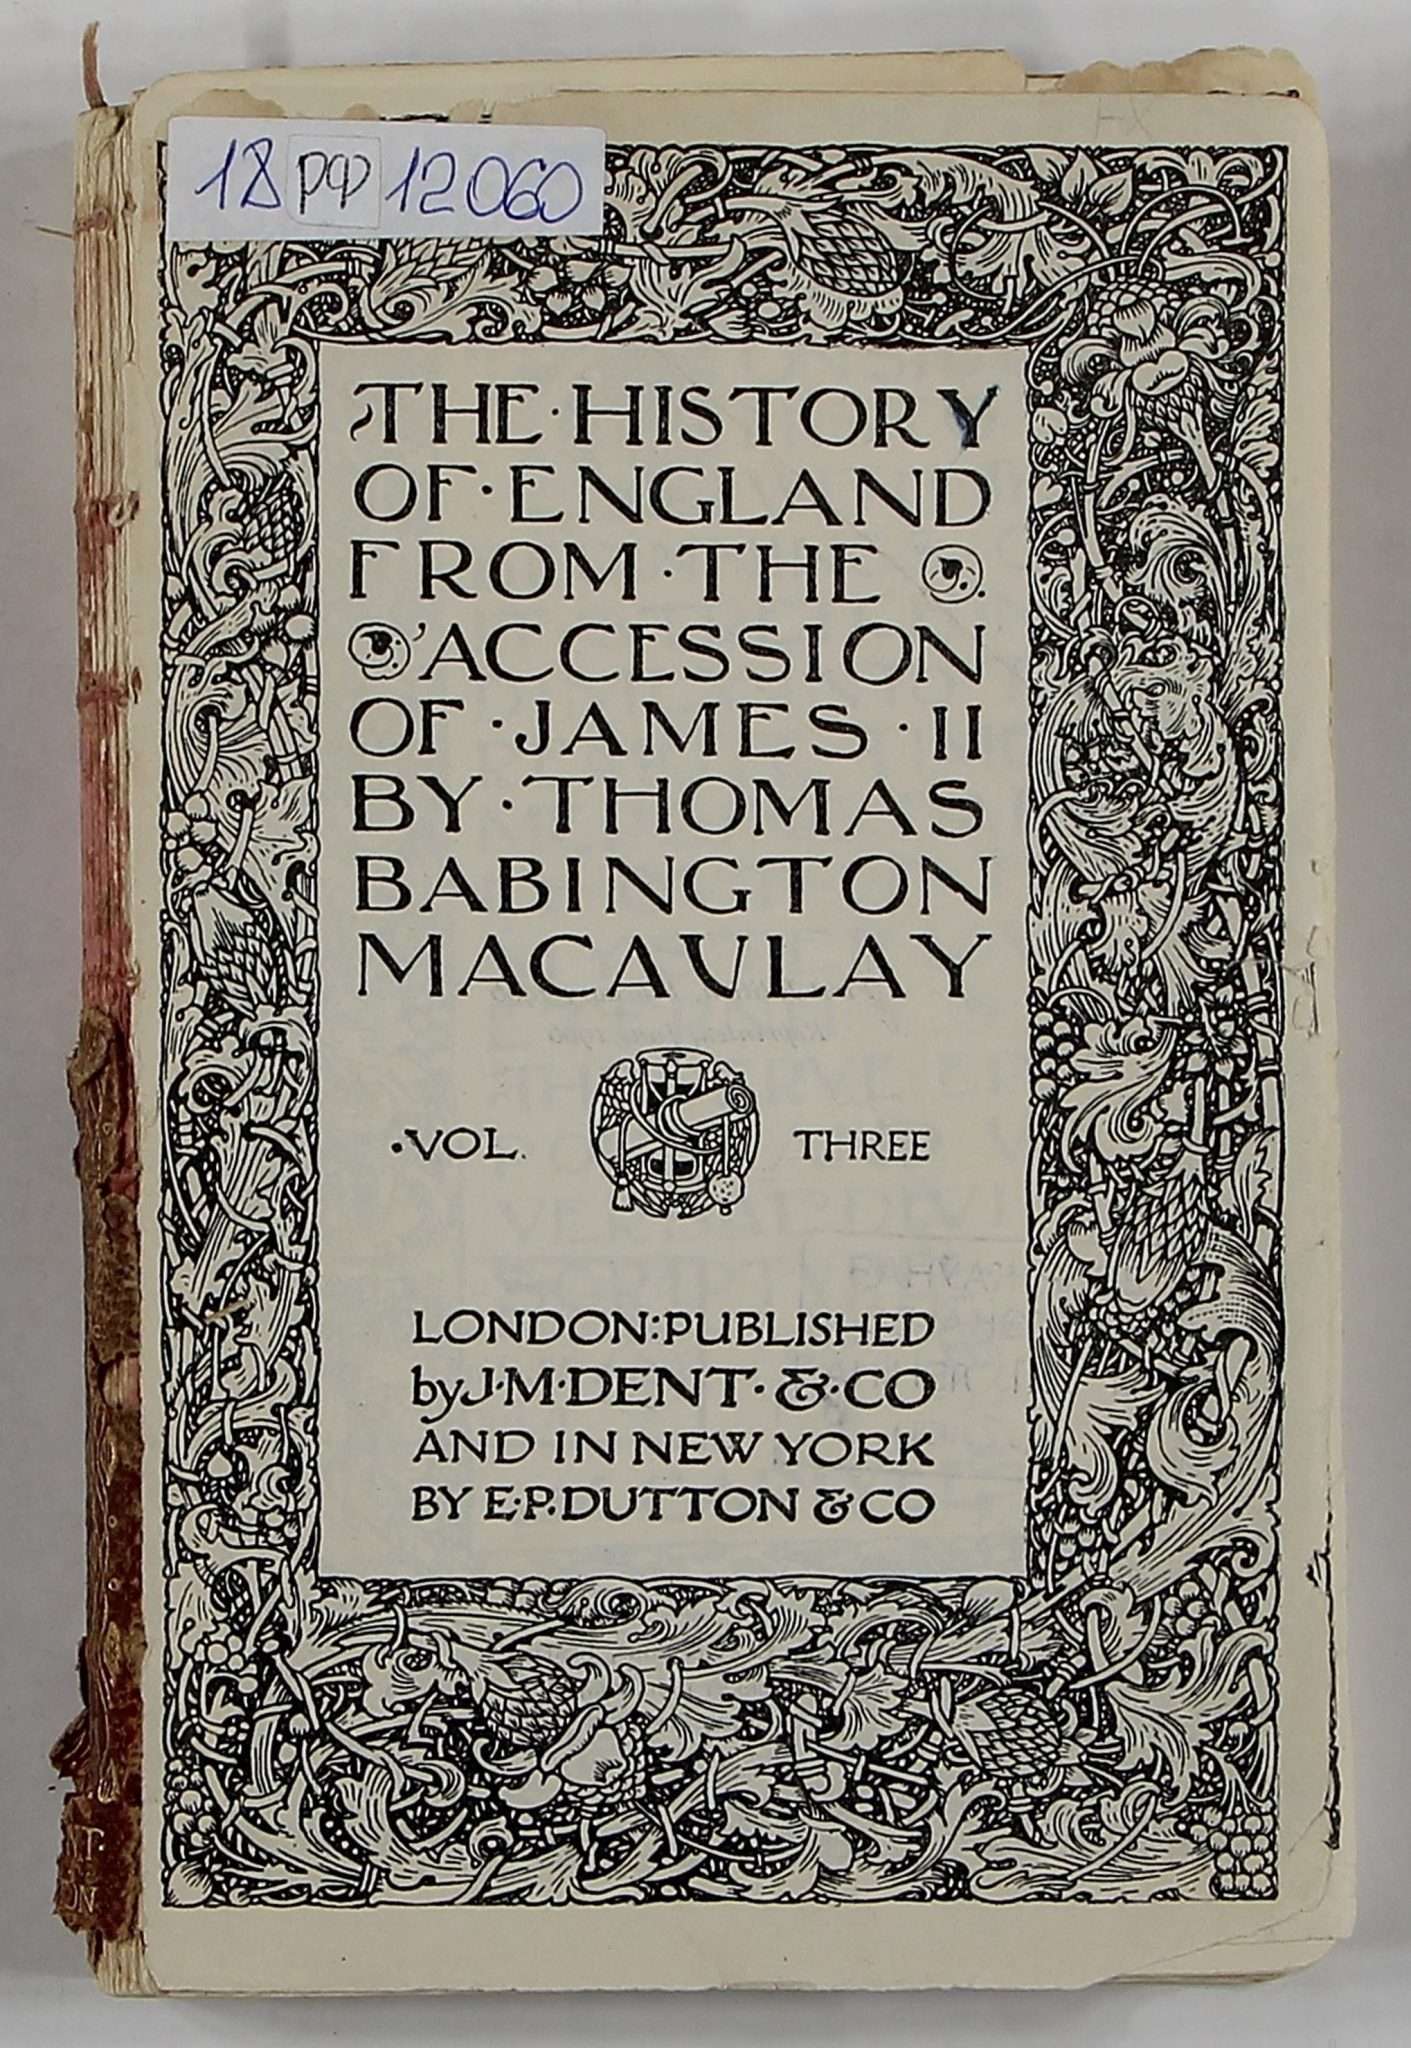 18 РФ 12060
THE·HISTORY
OF·ENGLAND
FROM·THE
ACCESSION
OF·JAMES·II
BY·THOMAS
BABINGTON
MACAULAY
·VOL. THREE
LONDON:PUBLISHED
by J·M·DENT·&·CO
AND IN NEW YORK
BY E·P·DUTTON & CO